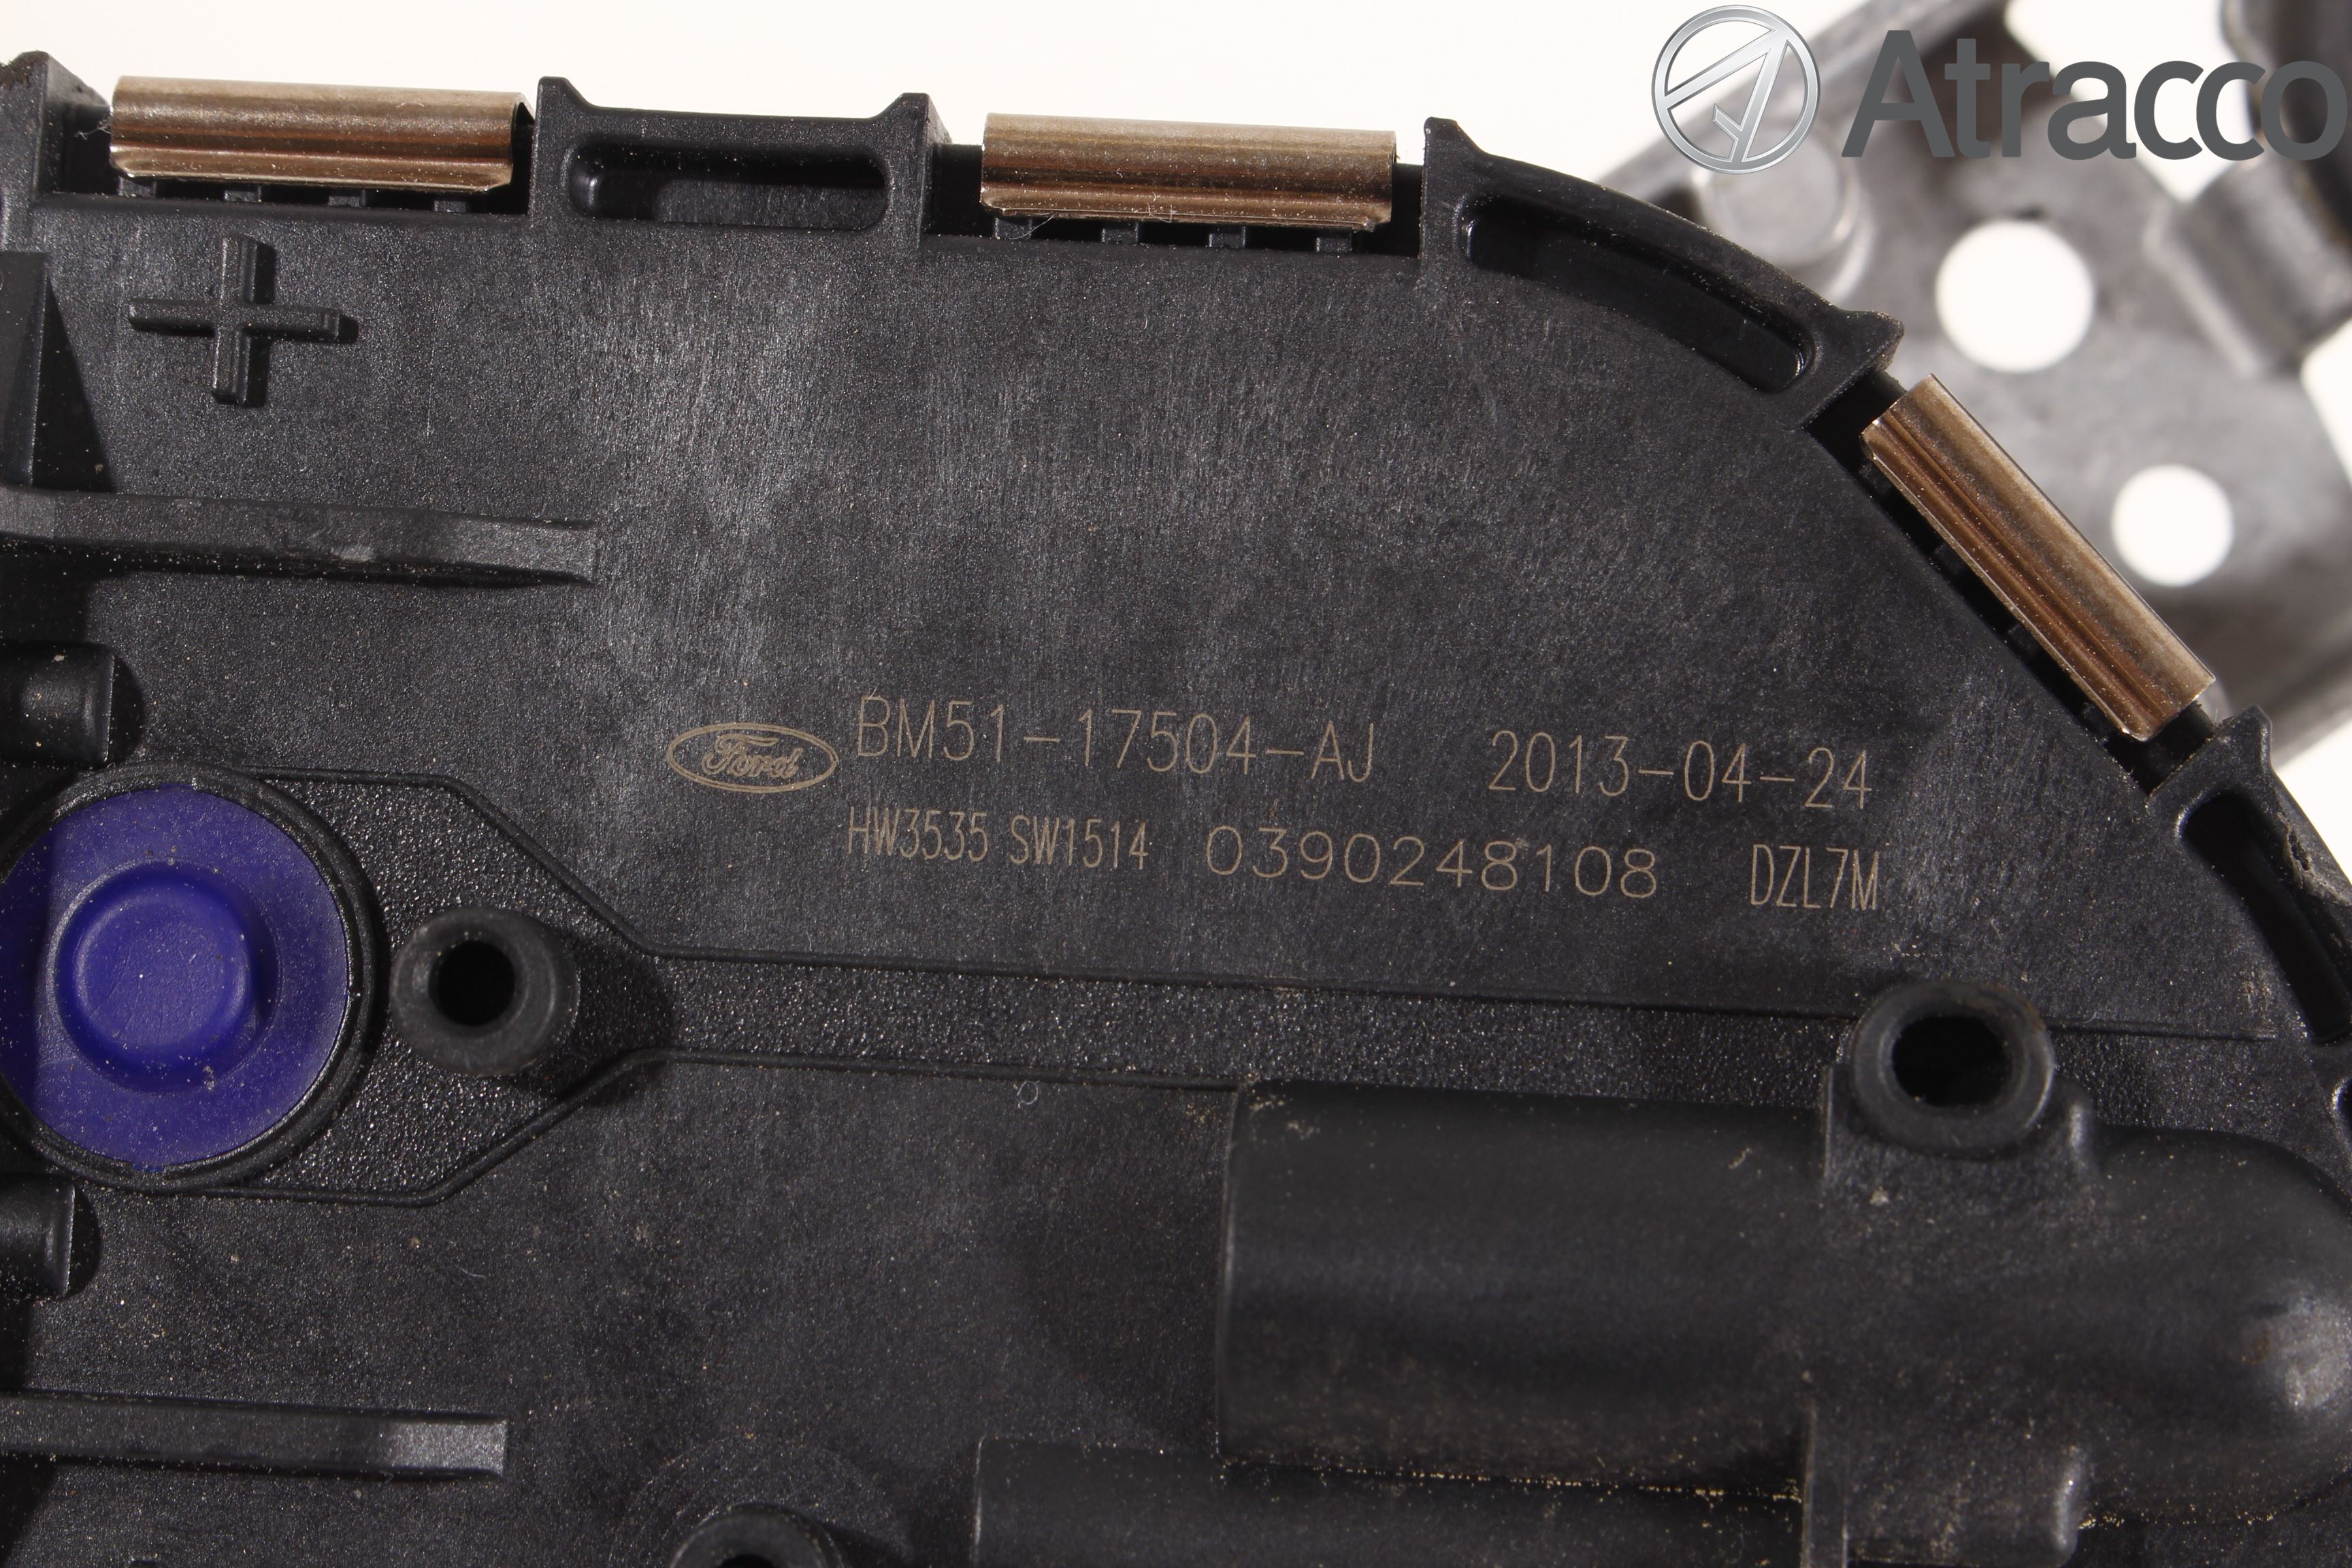 Atracco
Ford BM51-17504-AJ 2013-04-24
HW3535 SW1514 0390248108 DZL7M